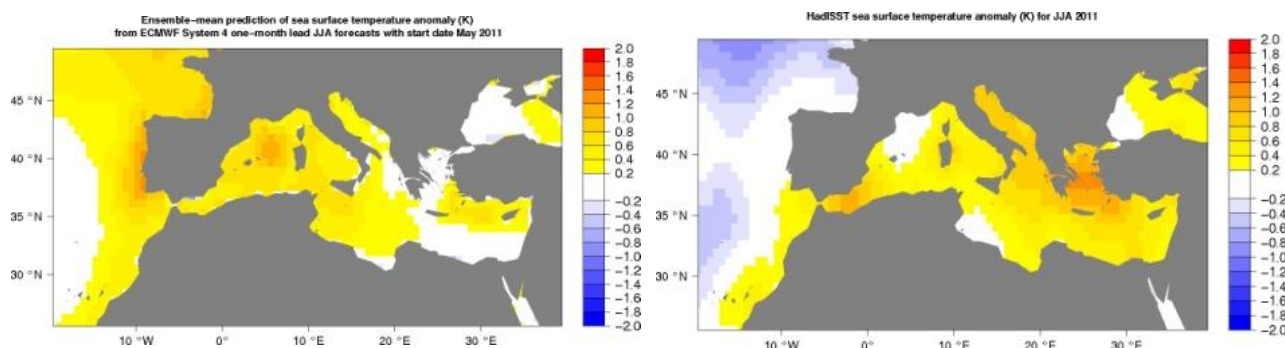 Ensemble−mean prediction of sea surface temperature anomaly (K)
from ECMWF System 4 one−month lead JJA forecasts with start date May 2011
45 °N
40 °N
35 °N
30 °N
10 °W
0°
10 °E
20 °E
30 °E
2.0
1.8
1.6
1.4
1.2
1.0
0.8
0.6
0.4
0.2
−0.2
−0.4
−0.6
−0.8
−1.0
−1.2
−1.4
−1.6
−1.8
−2.0
HadISST sea surface temperature anomaly (K) for JJA 2011
45 °N
40 °N
35 °N
30 °N
10 °W
0°
10 °E
20 °E
30 °E
2.0
1.8
1.6
1.4
1.2
1.0
0.8
0.6
0.4
0.2
−0.2
−0.4
−0.6
−0.8
−1.0
−1.2
−1.4
−1.6
−1.8
−2.0